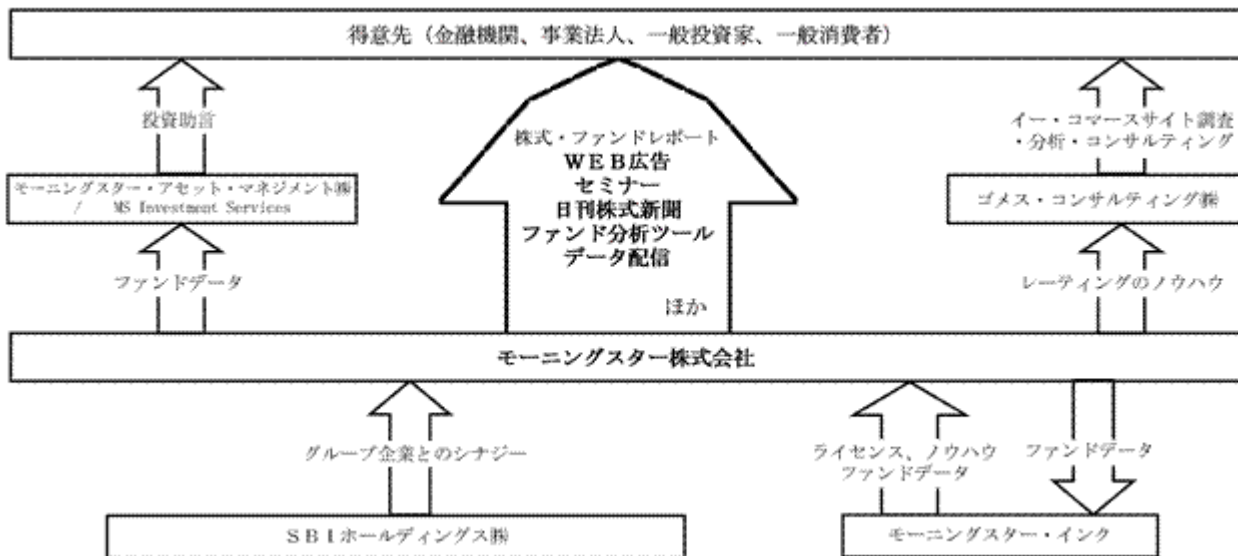 得意先（金融機関、事業法人、一般投資家、一般消費者）
投資助言
株式・ファンドレポート
ＷＥＢ広告
セミナー
日刊株式新聞
ファンド分析ツール
データ配信
ほか
イー・コマースサイト調査
・分析・コンサルティング
モーニングスター・アセット・マネジメント㈱
/ MS Investment Services
ゴメス・コンサルティング㈱
ファンドデータ
レーティングのノウハウ
モーニングスター株式会社
グループ企業とのシナジー
ライセンス、ノウハウ
ファンドデータ
ファンドデータ
ＳＢＩホールディングス㈱
モーニングスター・インク